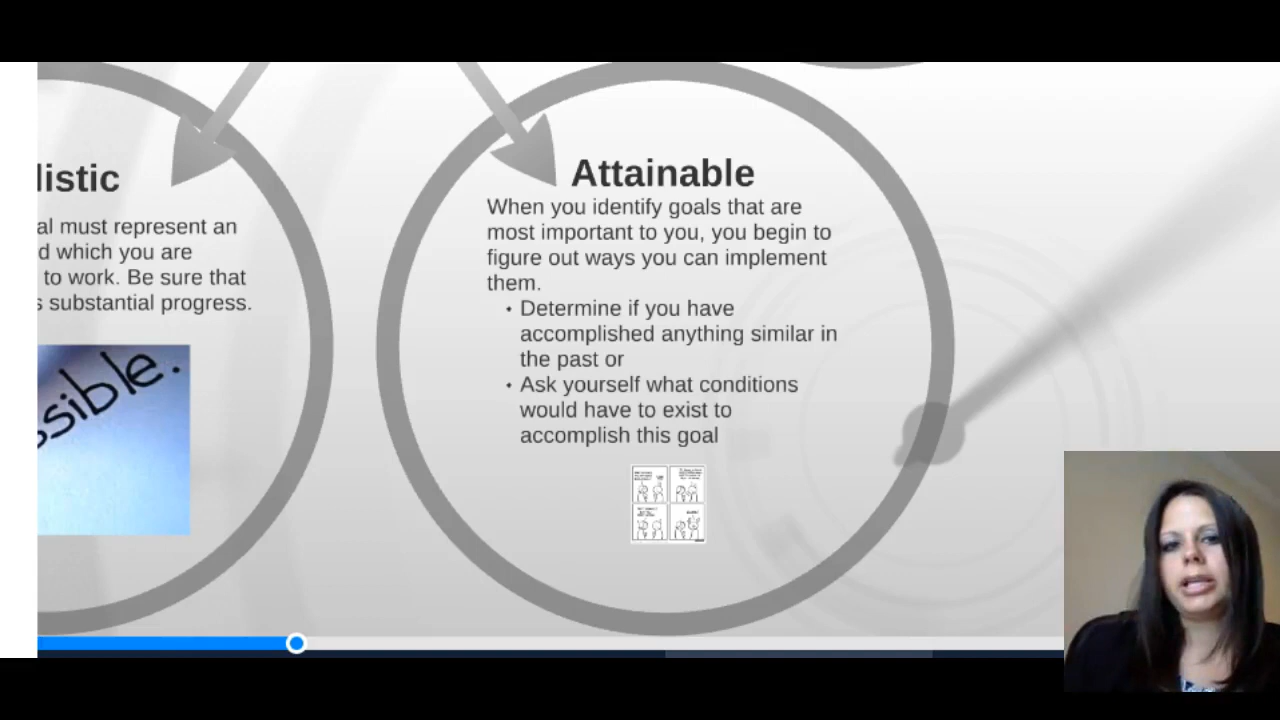 listic
al must represent an
d which you are
to work. Be sure that
s substantial progress.
ssible.
Attainable
When you identify goals that are
most important to you, you begin to
figure out ways you can implement
them.
• Determine if you have
accomplished anything similar in
the past or
• Ask yourself what conditions
would have to exist to
accomplish this goal